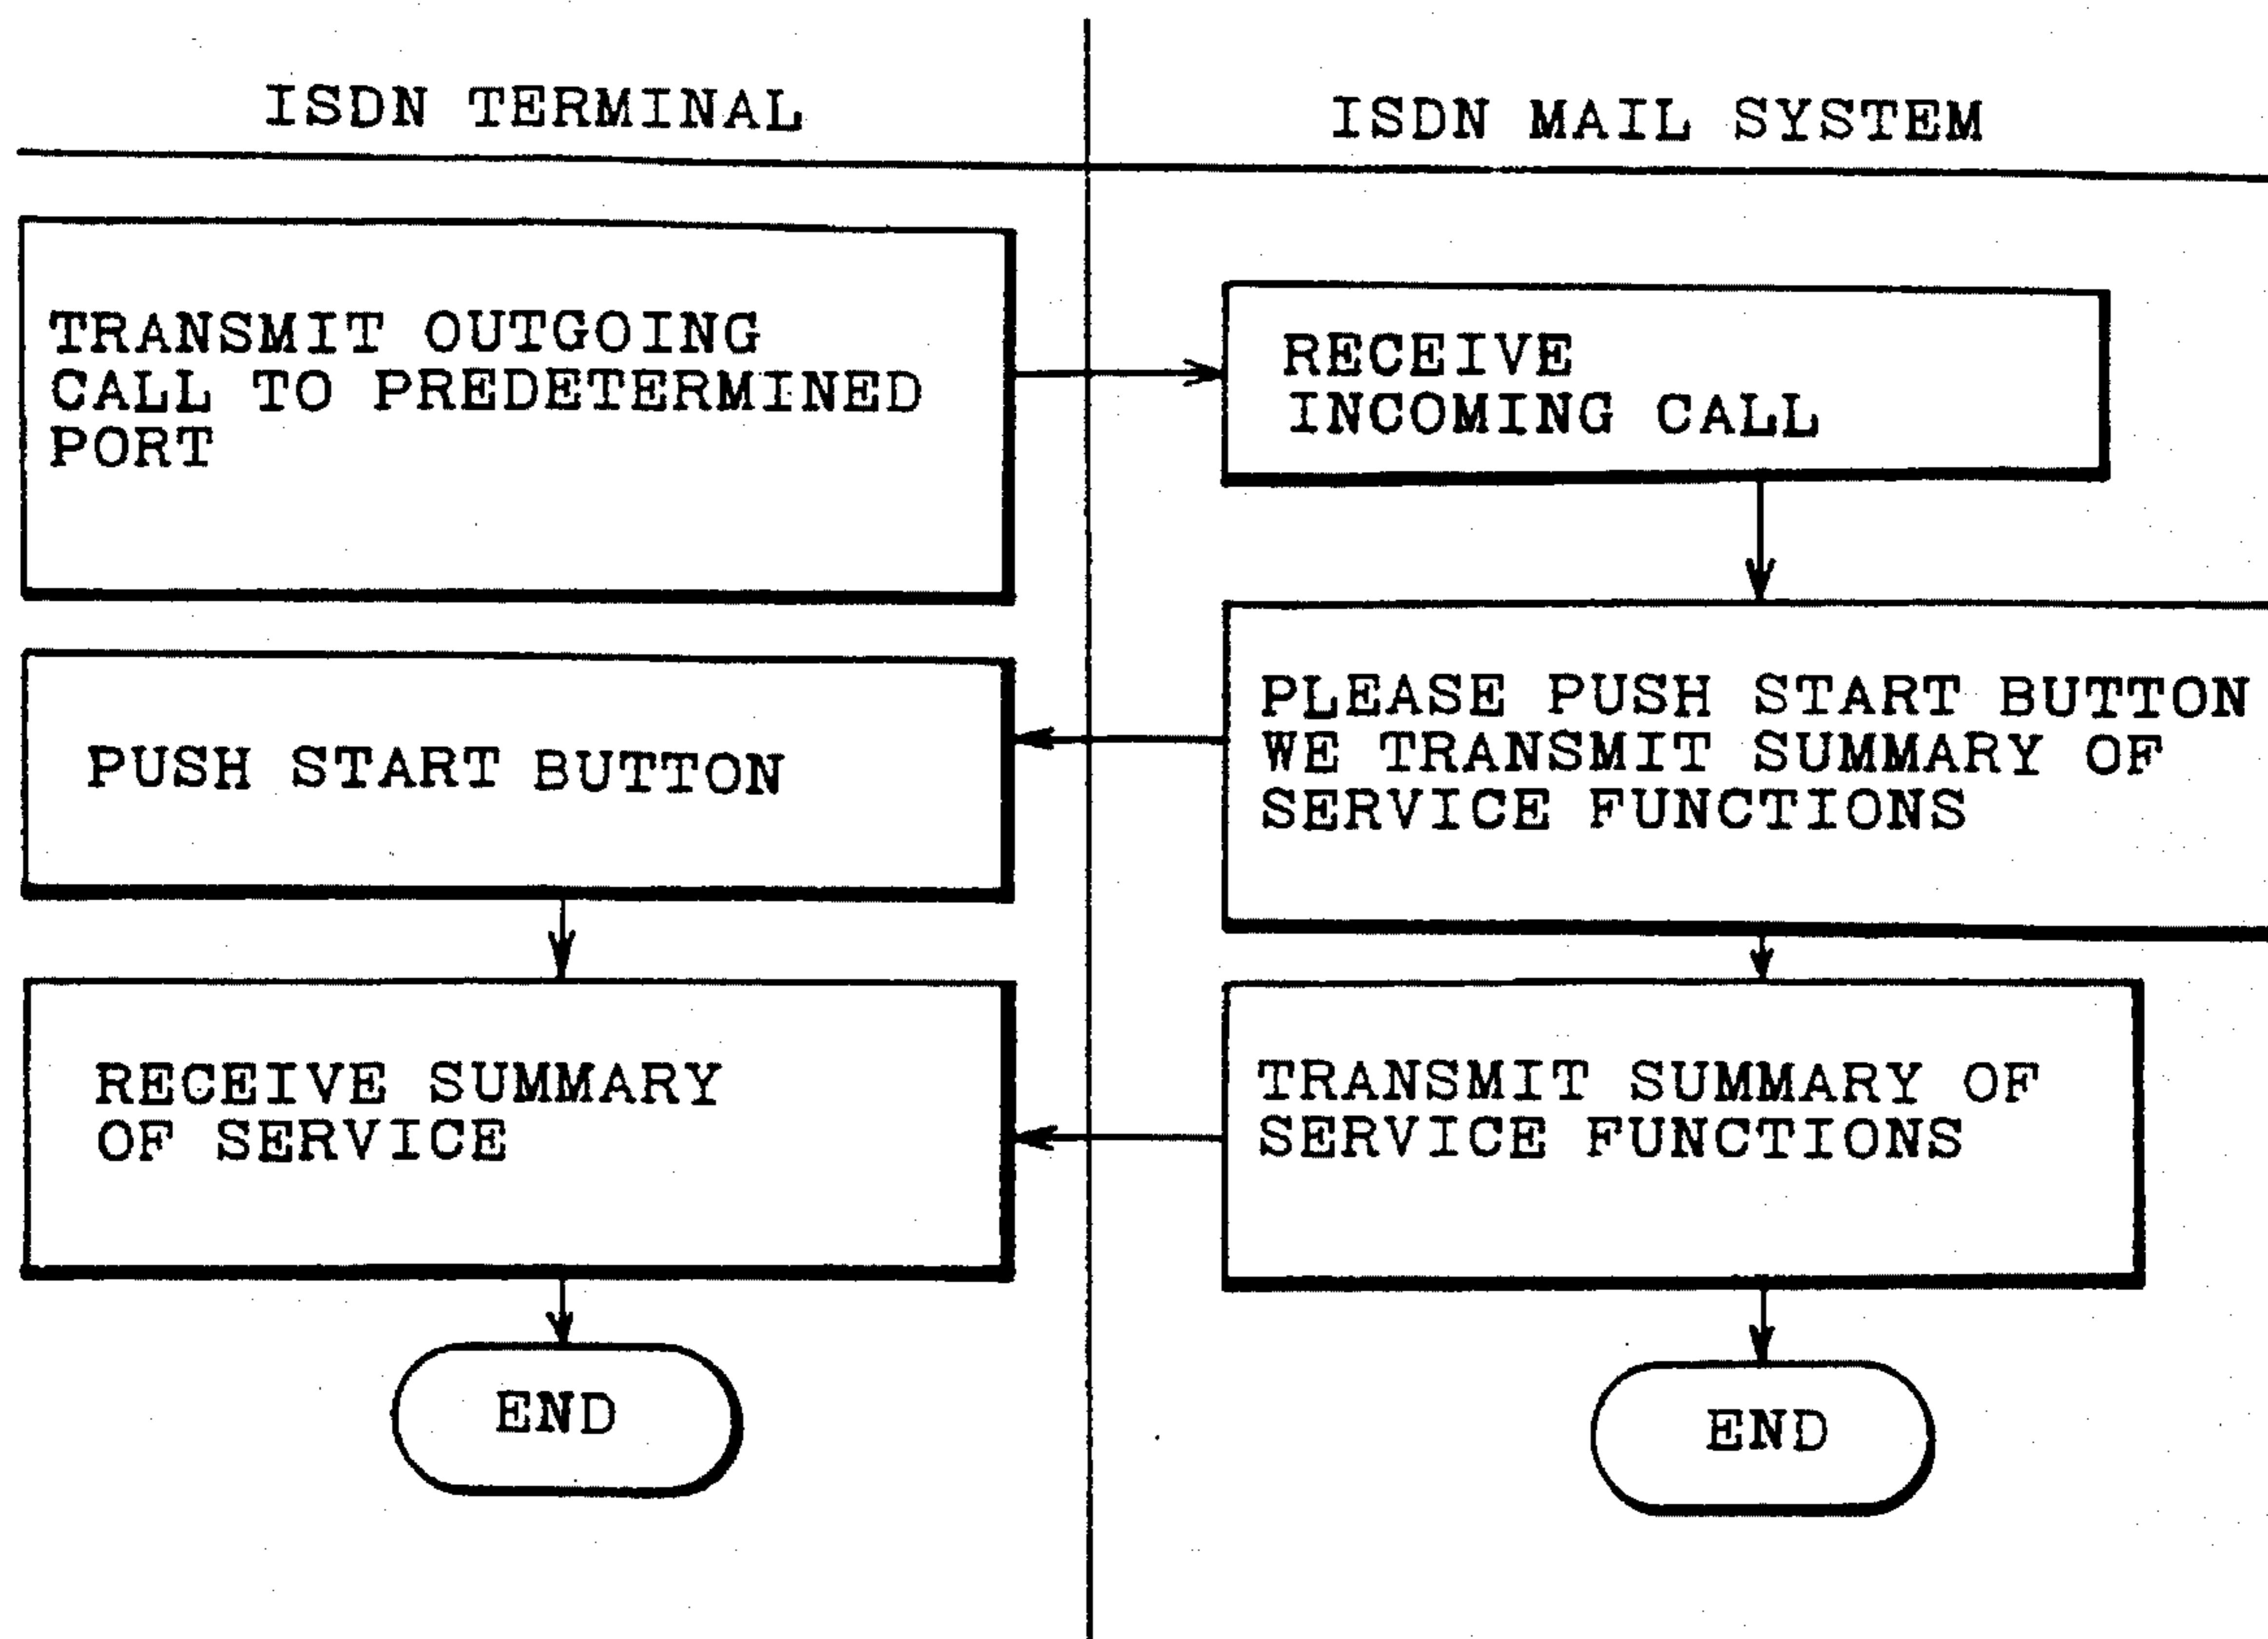 ISDN TERMINAL
ISDN MAIL SYSTEM
TRANSMIT OUTGOING
CALL TO PREDETERMINED
PORT
RECEIVE
INCOMING CALL
PLEASE PUSH START BUTTON
WE TRANSMIT SUMMARY OF
SERVICE FUNCTIONS
PUSH START BUTTON
RECEIVE SUMMARY
OF SERVICE
TRANSMIT SUMMARY OF
SERVICE FUNCTIONS
END
END